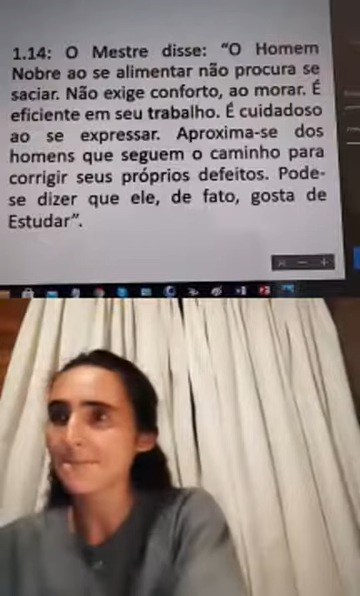 1.14: O Mestre disse: “O Homem
Nobre ao se alimentar não procura se
saciar. Não exige conforto, ao morar. É
eficiente em seu trabalho. É cuidadoso
ao se expressar. Aproxima-se dos
homens que seguem o caminho para
corrigir seus próprios defeitos. Pode-
se dizer que ele, de fato, gosta de
Estudar”.